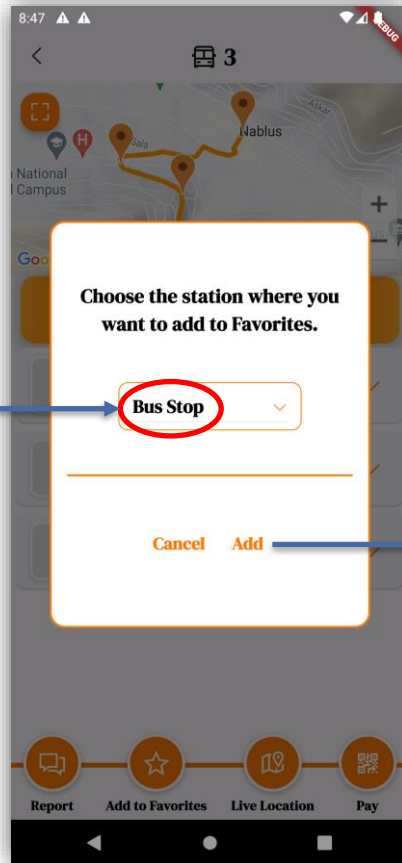 8:47
DEBUG
3
Sala
Askar
Nablus
National
Campus
H
Goo
Choose the station where you
want to add to Favorites.
Bus Stop
Cancel Add
Report Add to Favorites Live Location Pay